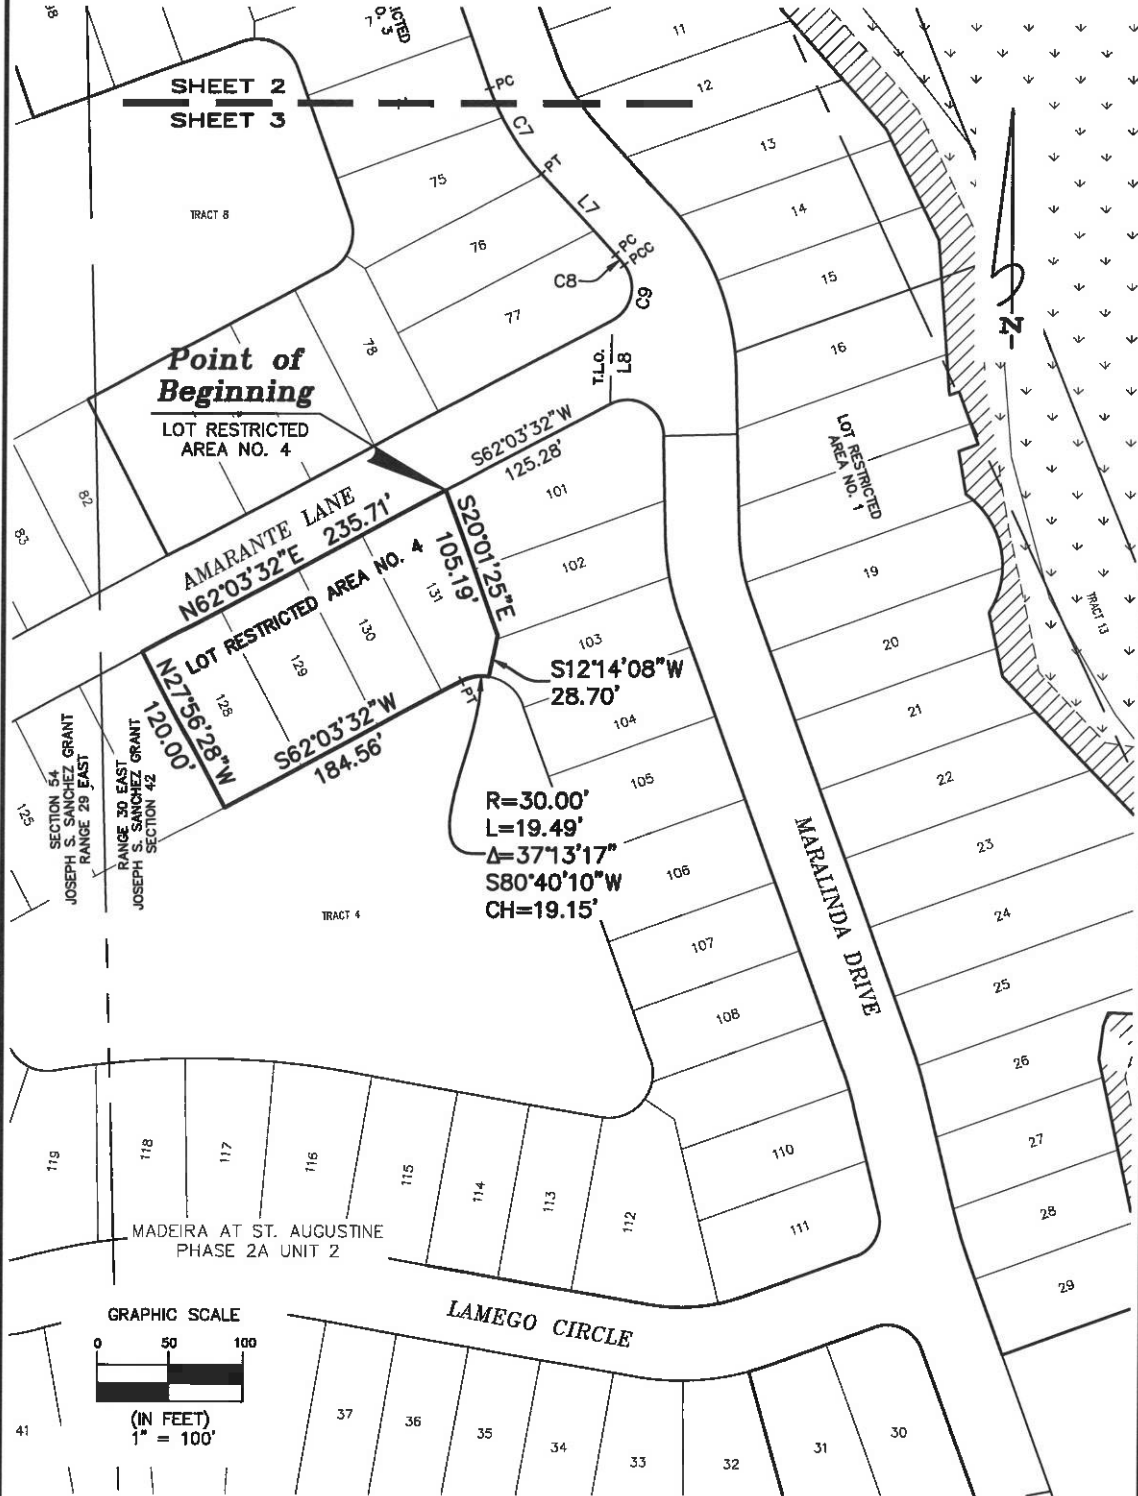 98
7
ICTED
O. 3
11
SHEET 2
SHEET 3
PC
12
C7
13
PT
75
L7
14
TRACT 8
76
PC
PCC
C8
C9
15
77
78
16
N
Point of
Beginning
LOT RESTRICTED
AREA NO. 4
T.L.O.
L8
S62°03'32"W
125.28'
LOT RESTRICTED
AREA NO. 1
82
83
101
AMARANTE LANE
N62°03'32"E 235.71'
S20°01'25"E
105.19'
102
19
TRACT 13
LOT RESTRICTED AREA NO. 4
131
130
129
128
103
20
S12°14'08"W
28.70'
N27°56'28"W
120.00'
S62°03'32"W
184.56'
PT
104
21
105
22
125
SECTION 54
JOSEPH S. SANCHEZ GRANT
RANGE 29 EAST
RANGE 30 EAST
JOSEPH S. SANCHEZ GRANT
SECTION 42
R=30.00'
L=19.49'
Δ=37°13'17"
S80°40'10"W
CH=19.15'
106
23
MARALINDA DRIVE
TRACT 4
24
107
25
108
26
119
118
117
116
115
114
113
112
110
27
111
28
MADEIRA AT ST. AUGUSTINE
PHASE 2A UNIT 2
29
GRAPHIC SCALE
0 50 100
(IN FEET)
1" = 100'
LAMEGO CIRCLE
41
37
36
35
34
33
32
31
30